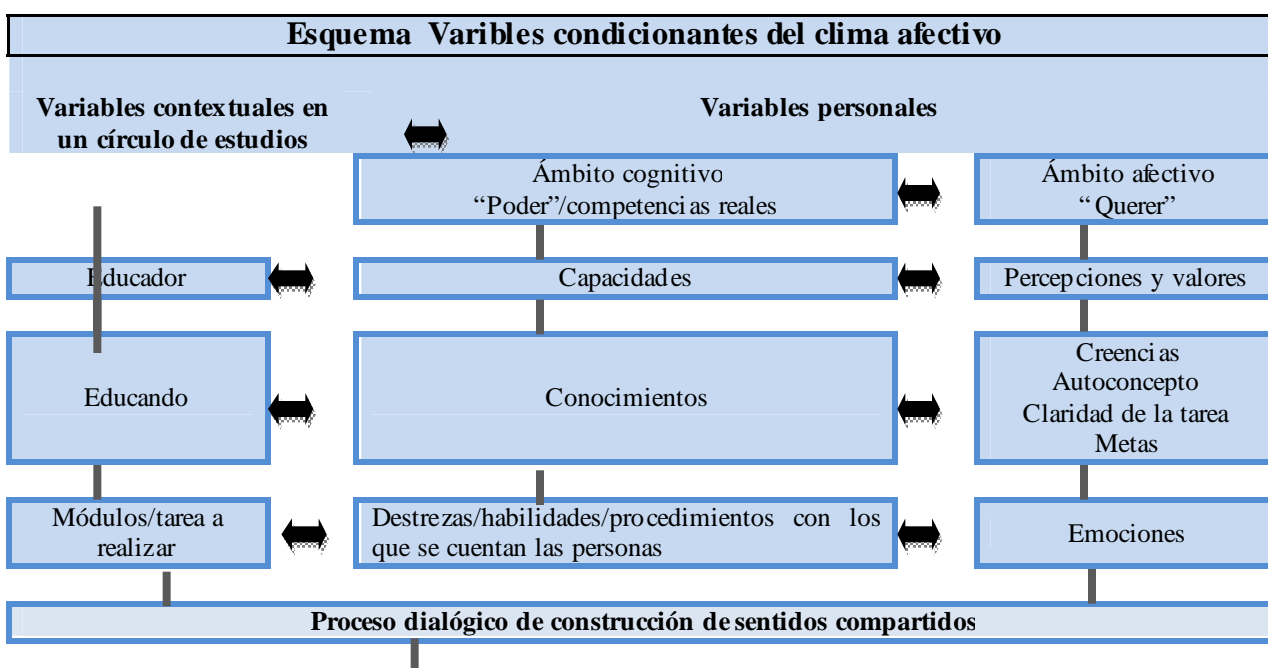 Esquema Varibles condicionantes del clima afectivo
Variables contextuales en
un círculo de estudios
Variables personales
Ámbito cognitivo
“Poder”/competencias reales
Ámbito afectivo
“Querer”
Educador
Capacidades
Percepciones y valores
Educando
Conocimientos
Creencias
Autoconcepto
Claridad de la tarea
Metas
Módulos/tarea a
realizar
Destrezas/habilidades/procedimientos con los
que se cuentan las personas
Emociones
Proceso dialógico de construcción de sentidos compartidos